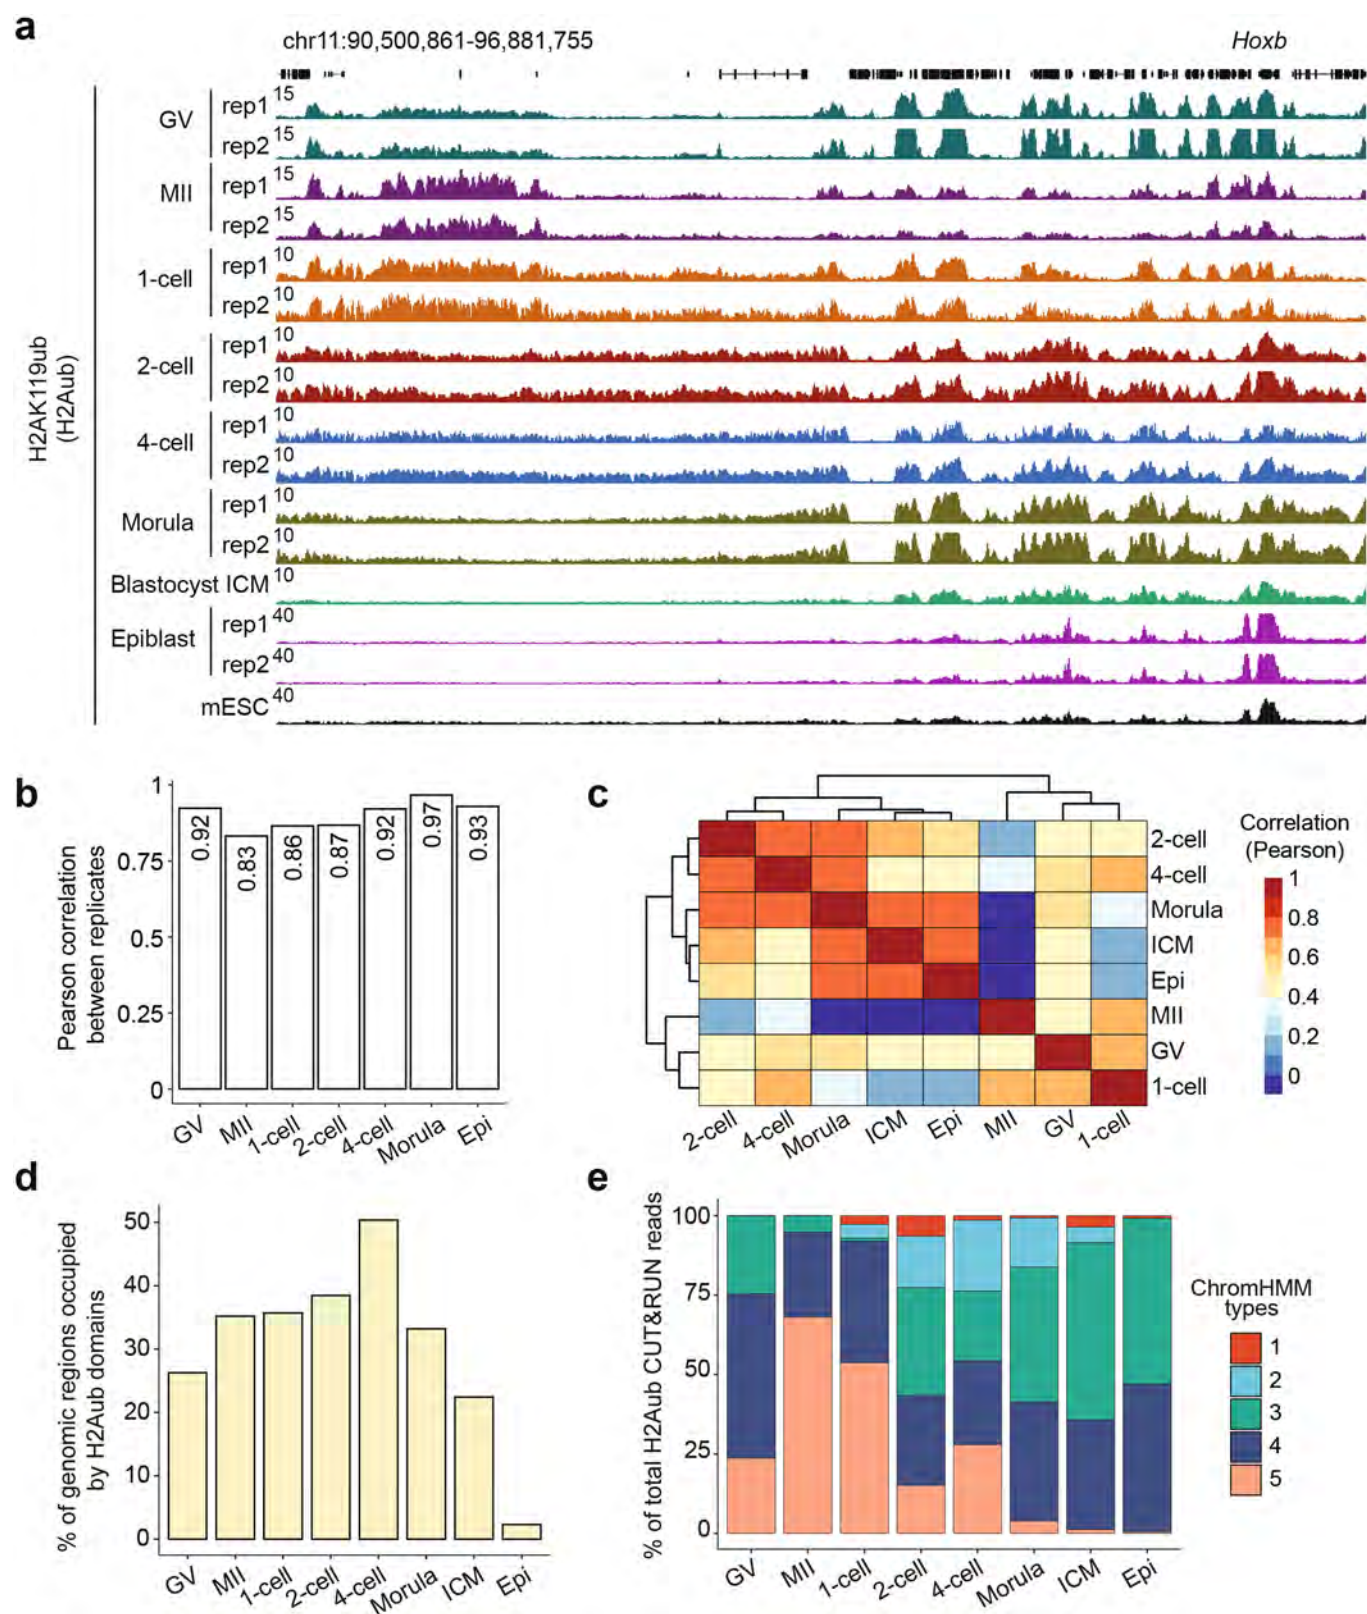 a
chr11:90,500,861-96,881,755
Hoxb
H2AK119ub
(H2Aub)
GV
rep1
15
rep2
15
MII
rep1
15
rep2
15
1-cell
rep1
10
rep2
10
2-cell
rep1
10
rep2
10
4-cell
rep1
10
rep2
10
Morula
rep1
10
rep2
10
Blastocyst ICM
10
Epiblast
rep1
40
rep2
40
mESC
40
b
Pearson correlation
between replicates
1
0.75
0.5
0.25
0
0.92
0.83
0.86
0.87
0.92
0.97
0.93
GV
MII
1-cell
2-cell
4-cell
Morula
Epi
c
2-cell
4-cell
Morula
ICM
Epi
MII
GV
1-cell
2-cell
4-cell
Morula
ICM
Epi
MII
GV
1-cell
Correlation
(Pearson)
1
0.8
0.6
0.4
0.2
0
d
% of genomic regions occupied
by H2Aub domains
50
40
30
20
10
0
GV
MII
1-cell
2-cell
4-cell
Morula
ICM
Epi
e
% of total H2Aub CUT&RUN reads
100
75
50
25
0
GV
MII
1-cell
2-cell
4-cell
Morula
ICM
Epi
ChromHMM
types
1
2
3
4
5